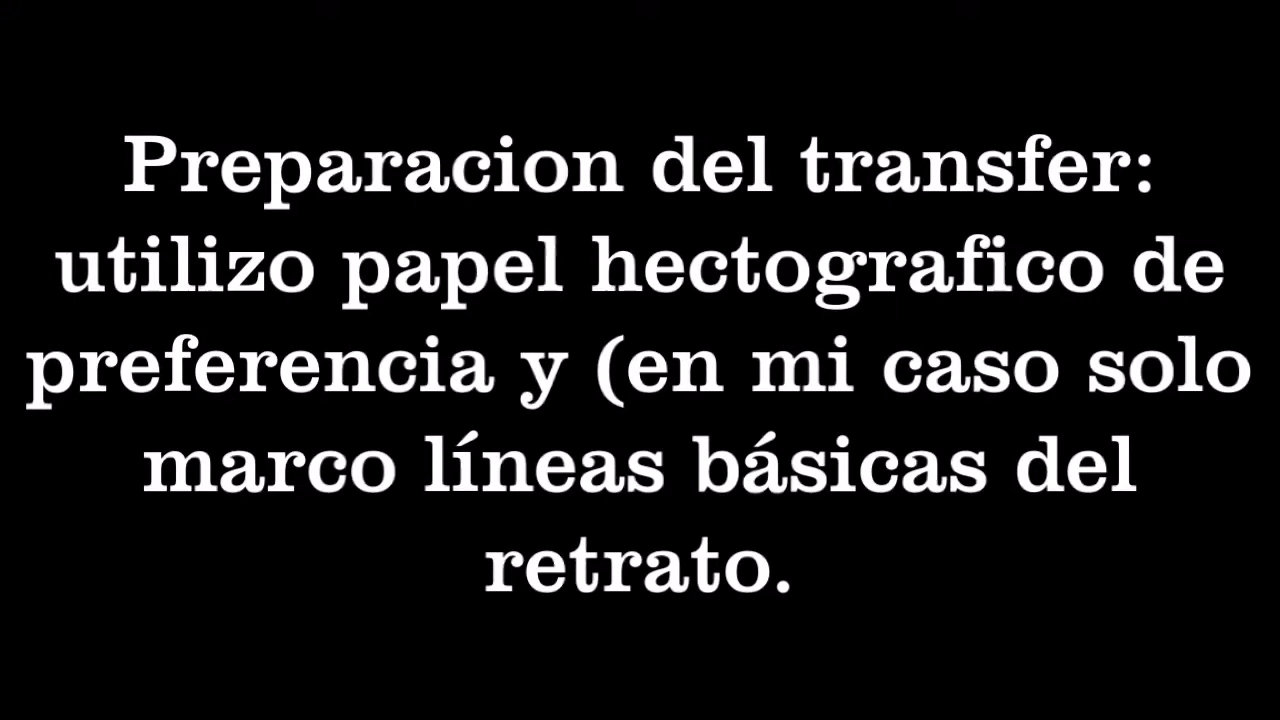 Preparacion del transfer:
utilizo papel hectografico de
preferencia y (en mi caso solo
marco líneas básicas del
retrato.